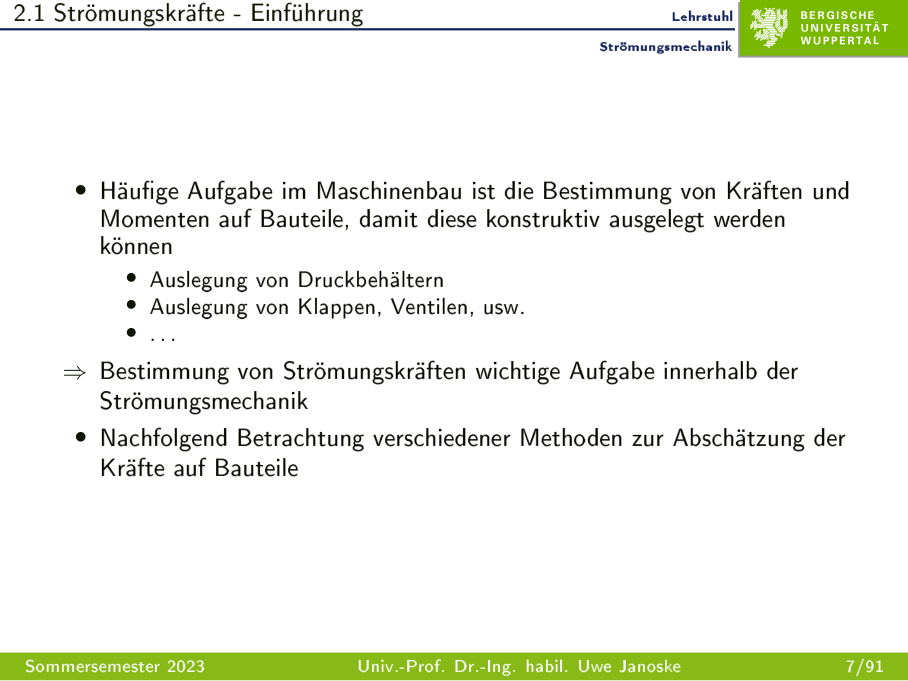 2.1 Strömungskräfte - Einführung
Lehrstuhl
Strömungsmechanik
BERGISCHE
UNIVERSITÄT
WUPPERTAL
• Häufige Aufgabe im Maschinenbau ist die Bestimmung von Kräften und
Momenten auf Bauteile, damit diese konstruktiv ausgelegt werden
können
• Auslegung von Druckbehältern
• Auslegung von Klappen, Ventilen, usw.
• ...
⇒ Bestimmung von Strömungskräften wichtige Aufgabe innerhalb der
Strömungsmechanik
• Nachfolgend Betrachtung verschiedener Methoden zur Abschätzung der
Kräfte auf Bauteile
Sommersemester 2023 Univ.-Prof. Dr.-Ing. habil. Uwe Janoske 7/91